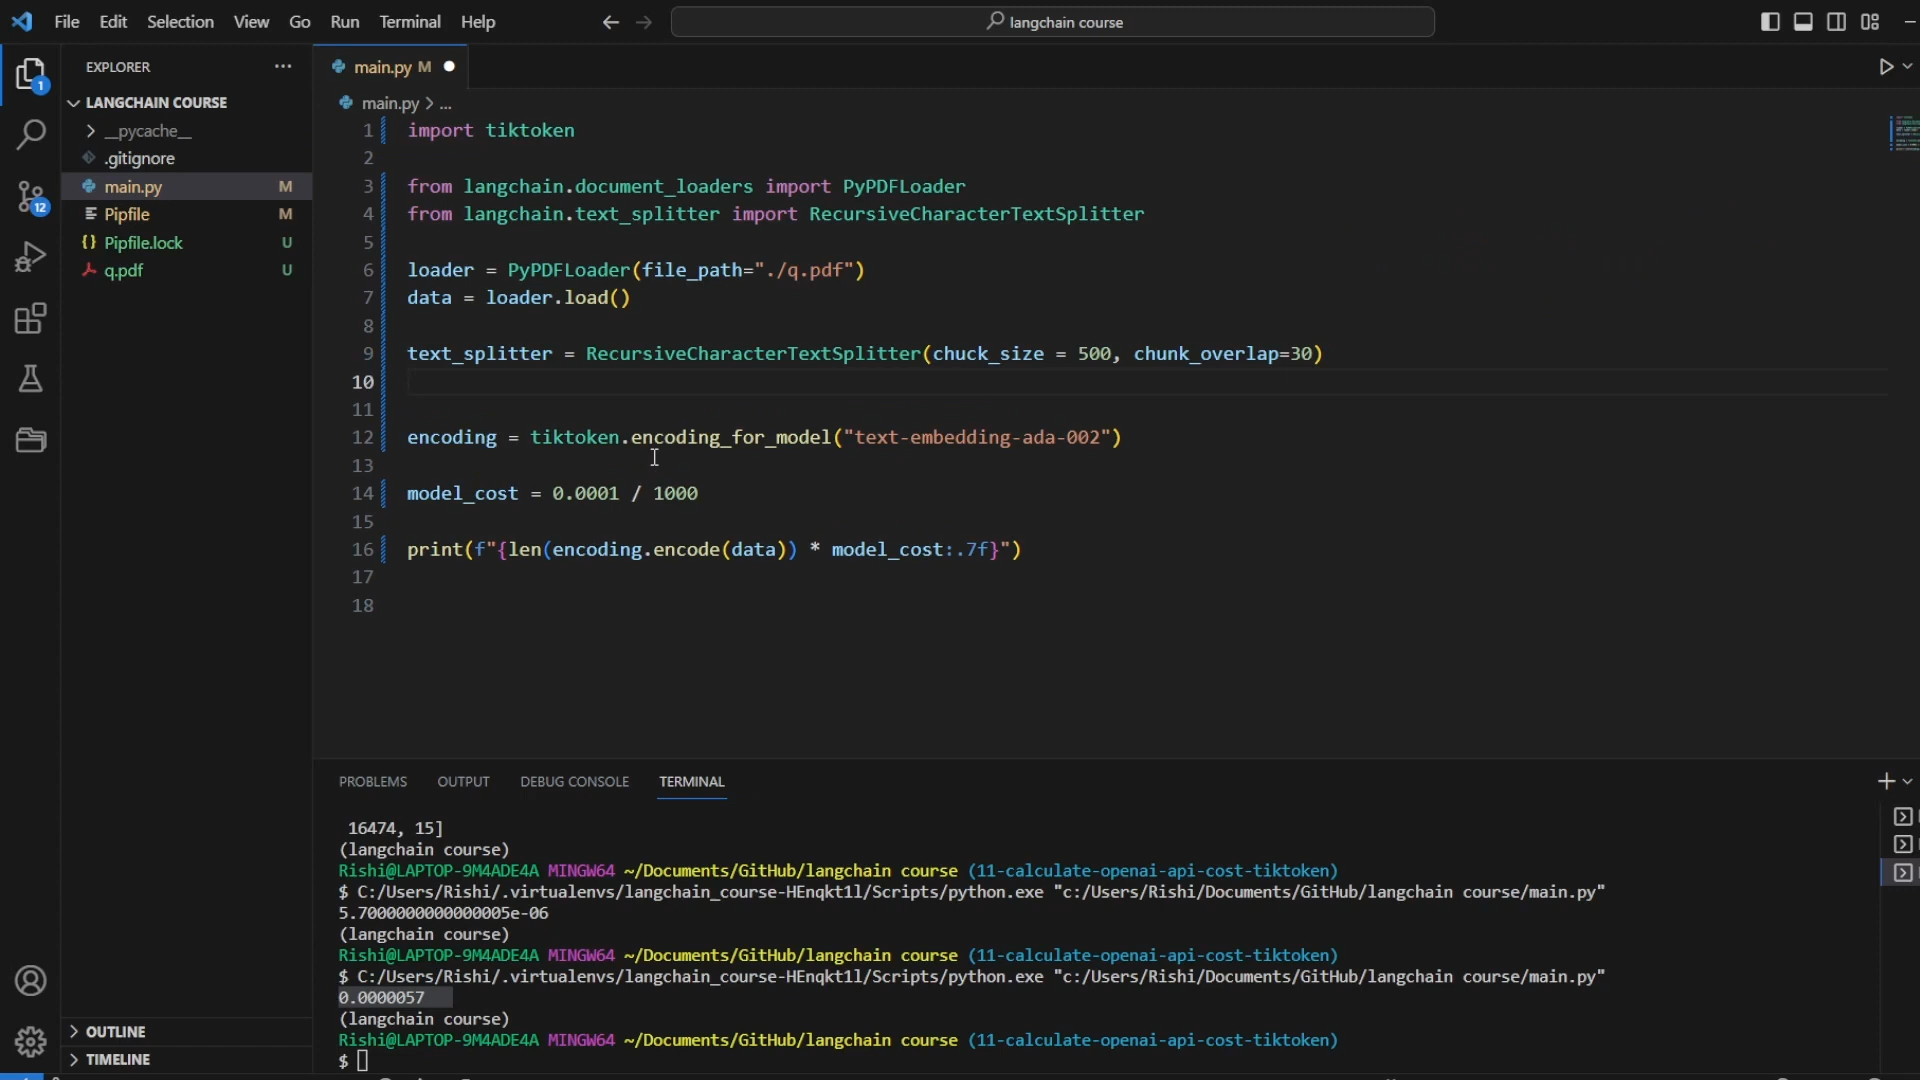 File Edit Selection View Go Run Terminal Help
langchain course
EXPLORER
main.py M
1
LANGCHAIN COURSE
main.py > ...
__pycache__
.gitignore
main.py M
Pipfile M
Pipfile.lock U
q.pdf U
12
1 import tiktoken
2
3 from langchain.document_loaders import PyPDFLoader
4 from langchain.text_splitter import RecursiveCharacterTextSplitter
5
6 loader = PyPDFLoader(file_path="./q.pdf")
7 data = loader.load()
8
9 text_splitter = RecursiveCharacterTextSplitter(chuck_size = 500, chunk_overlap=30)
10
11
12 encoding = tiktoken.encoding_for_model("text-embedding-ada-002")
13
14 model_cost = 0.0001 / 1000
15
16 print(f"{len(encoding.encode(data)) * model_cost:.7f}")
17
18
PROBLEMS OUTPUT DEBUG CONSOLE TERMINAL
16474, 15]
(langchain course)
Rishi@LAPTOP-9M4ADE4A MINGW64 ~/Documents/GitHub/langchain course (11-calculate-openai-api-cost-tiktoken)
$ C:/Users/Rishi/.virtualenvs/langchain_course-HEnqkt1l/Scripts/python.exe "c:/Users/Rishi/Documents/GitHub/langchain course/main.py"
5.7000000000000005e-06
(langchain course)
Rishi@LAPTOP-9M4ADE4A MINGW64 ~/Documents/GitHub/langchain course (11-calculate-openai-api-cost-tiktoken)
$ C:/Users/Rishi/.virtualenvs/langchain_course-HEnqkt1l/Scripts/python.exe "c:/Users/Rishi/Documents/GitHub/langchain course/main.py"
0.0000057
(langchain course)
Rishi@LAPTOP-9M4ADE4A MINGW64 ~/Documents/GitHub/langchain course (11-calculate-openai-api-cost-tiktoken)
$
OUTLINE
TIMELINE